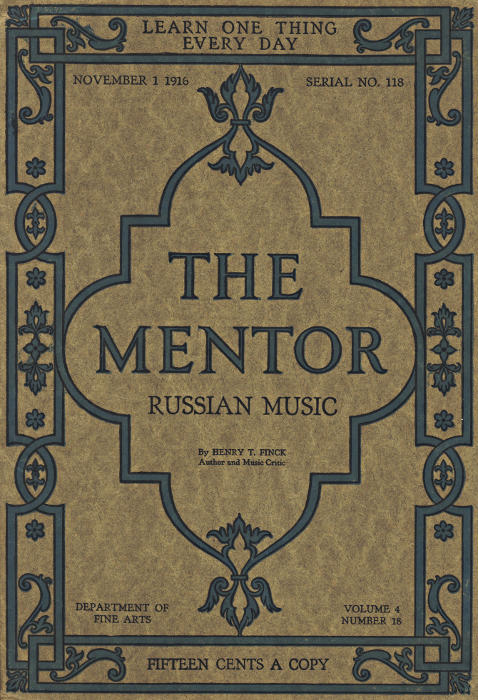 LEARN ONE THING
EVERY DAY
NOVEMBER 1 1916
SERIAL NO. 118
THE
MENTOR
RUSSIAN MUSIC
By HENRY T. FINCK
Author and Music Critic
DEPARTMENT OF
FINE ARTS
VOLUME 4
NUMBER 18
FIFTEEN CENTS A COPY